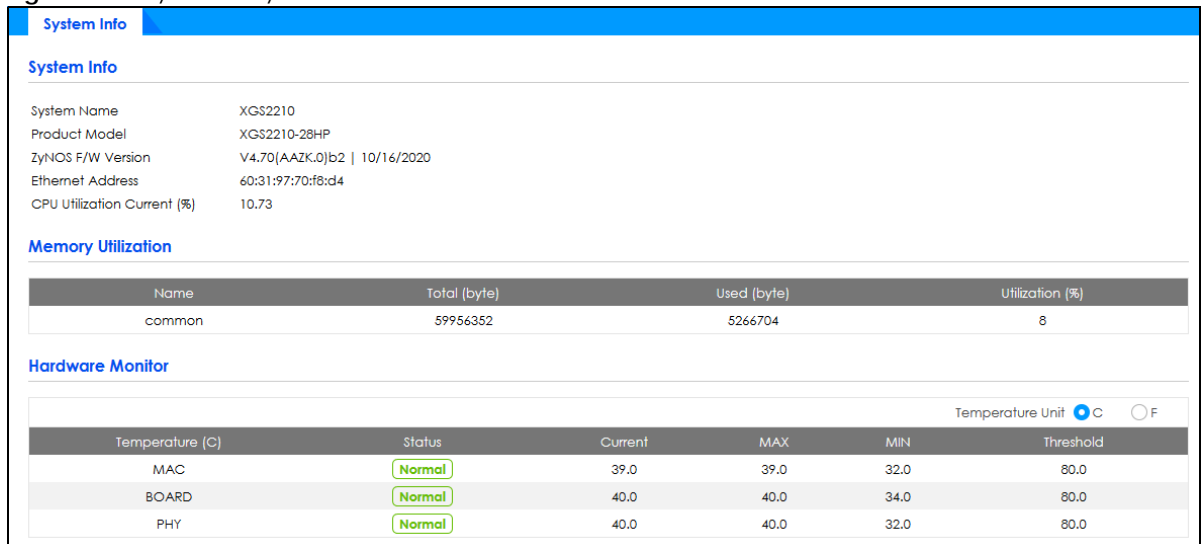 System Info
System Info
System Name XGS2210
Product Model XGS2210-28HP
ZyNOS F/W Version V4.70(AAZK.0)b2 | 10/16/2020
Ethernet Address 60:31:97:70:f8:d4
CPU Utilization Current (%) 10.73
Memory Utilization
Name Total (byte) Used (byte) Utilization (%)
common 59956352 5266704 8
Hardware Monitor
Temperature Unit C F
Temperature (C) Status Current MAX MIN Threshold
MAC Normal 39.0 39.0 32.0 80.0
BOARD Normal 40.0 40.0 34.0 80.0
PHY Normal 40.0 40.0 32.0 80.0